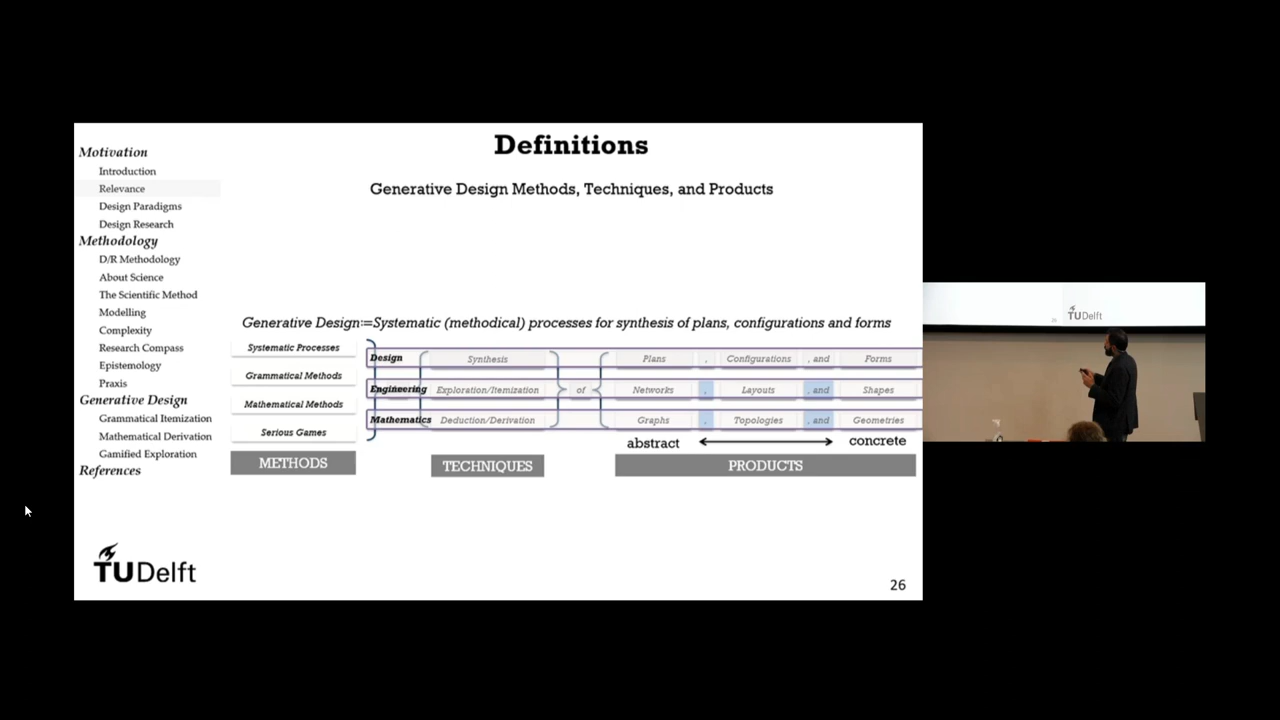 Definitions
Generative Design Methods, Techniques, and Products
Motivation
Introduction
Relevance
Design Paradigms
Design Research
Methodology
D/R Methodology
About Science
The Scientific Method
Modelling
Complexity
Research Compass
Epistemology
Praxis
Generative Design
Grammatical Itemization
Mathematical Derivation
Gamified Exploration
References
Generative Design:=Systematic (methodical) processes for synthesis of plans, configurations and forms
Systematic Processes
Grammatical Methods
Mathematical Methods
Serious Games
METHODS
Design Synthesis Plans , Configurations , and Forms
Engineering Exploration/Itemization of Networks , Layouts , and Shapes
Mathematics Deduction/Derivation Graphs , Topologies , and Geometries
abstract concrete
TECHNIQUES PRODUCTS
TUDelft
26
TUDelft